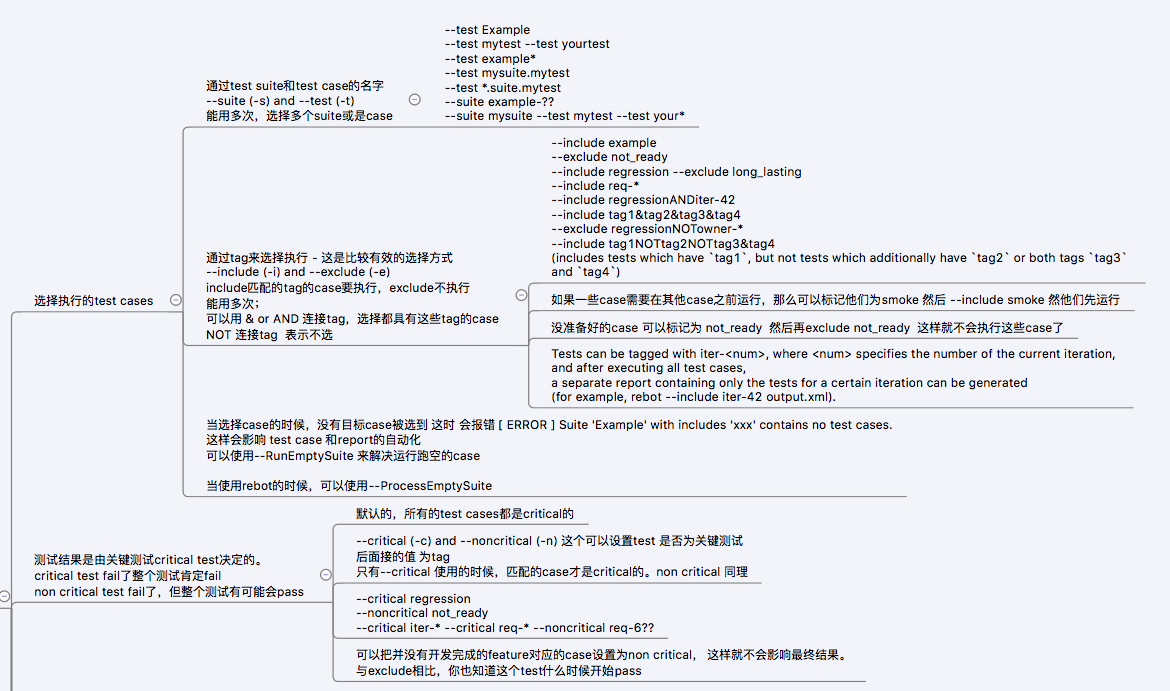 选择执行的test cases
通过test suite和test case的名字
--suite (-s) and --test (-t)
能用多次，选择多个suite或是case
--test Example
--test mytest --test yourtest
--test example*
--test mysuite.mytest
--test *.suite.mytest
--suite example-??
--suite mysuite --test mytest --test your*
通过tag来选择执行 - 这是比较有效的选择方式
--include (-i) and --exclude (-e)
include匹配的tag的case要执行，exclude不执行
能用多次；
可以用 & or AND 连接tag，选择都具有这些tag的case
NOT 连接tag  表示不选
--include example
--exclude not_ready
--include regression --exclude long_lasting
--include req-*
--include regressionANDiter-42
--include tag1&tag2&tag3&tag4
--exclude regressionNOTowner-*
--include tag1NOTtag2NOTtag3&tag4
(includes tests which have `tag1`, but not tests which additionally have `tag2` or both tags `tag3`
and `tag4`)
如果一些case需要在其他case之前运行，那么可以标记他们为smoke 然后 --include smoke 然他们先运行
没准备好的case 可以标记为 not_ready  然后再exclude not_ready  这样就不会执行这些case了
Tests can be tagged with iter-<num>, where <num> specifies the number of the current iteration,
and after executing all test cases,
a separate report containing only the tests for a certain iteration can be generated
(for example, rebot --include iter-42 output.xml).
当选择case的时候，没有目标case被选到 这时 会报错 [ ERROR ] Suite 'Example' with includes 'xxx' contains no test cases.
这样会影响 test case 和report的自动化
可以使用--RunEmptySuite 来解决运行跑空的case
当使用rebot的时候，可以使用--ProcessEmptySuite
测试结果是由关键测试critical test决定的。
critical test fail了整个测试肯定fail
non critical test fail了，但整个测试有可能会pass
默认的，所有的test cases都是critical的
--critical (-c) and --noncritical (-n) 这个可以设置test 是否为关键测试
后面接的值 为tag
只有--critical 使用的时候，匹配的case才是critical的。non critical 同理
--critical regression
--noncritical not_ready
--critical iter-* --critical req-* --noncritical req-6??
可以把并没有开发完成的feature对应的case设置为non critical， 这样就不会影响最终结果。
与exclude相比，你也知道这个test什么时候开始pass